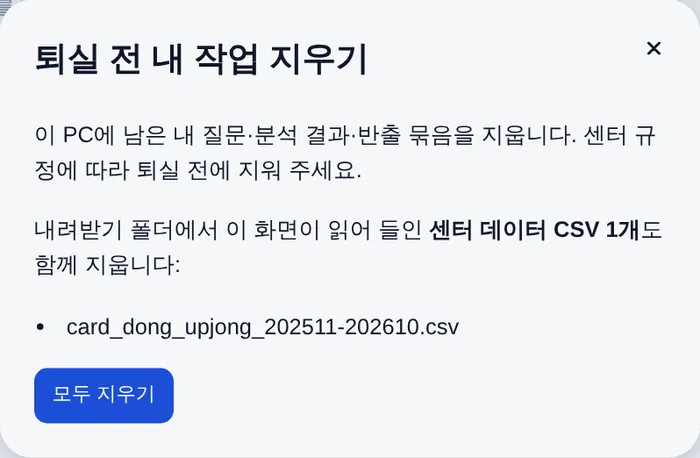 퇴실 전 내 작업 지우기
×
이 PC에 남은 내 질문·분석 결과·반출 묶음을 지웁니다. 센터 규
정에 따라 퇴실 전에 지워 주세요.
내려받기 폴더에서 이 화면이 읽어 들인 센터 데이터 CSV 1개도
함께 지웁니다:
• card_dong_upjong_202511-202610.csv
모두 지우기